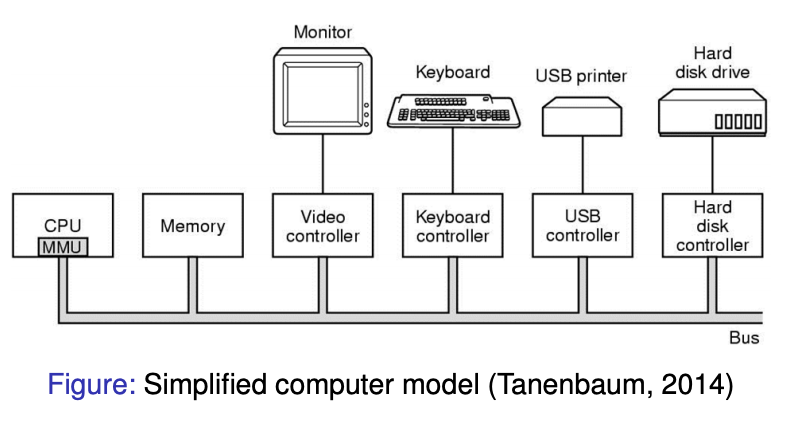 Monitor
Keyboard
USB printer
Hard
disk drive
CPU
MMU
Memory
Video
controller
Keyboard
controller
USB
controller
Hard
disk
controller
Bus
Figure: Simplified computer model (Tanenbaum, 2014)